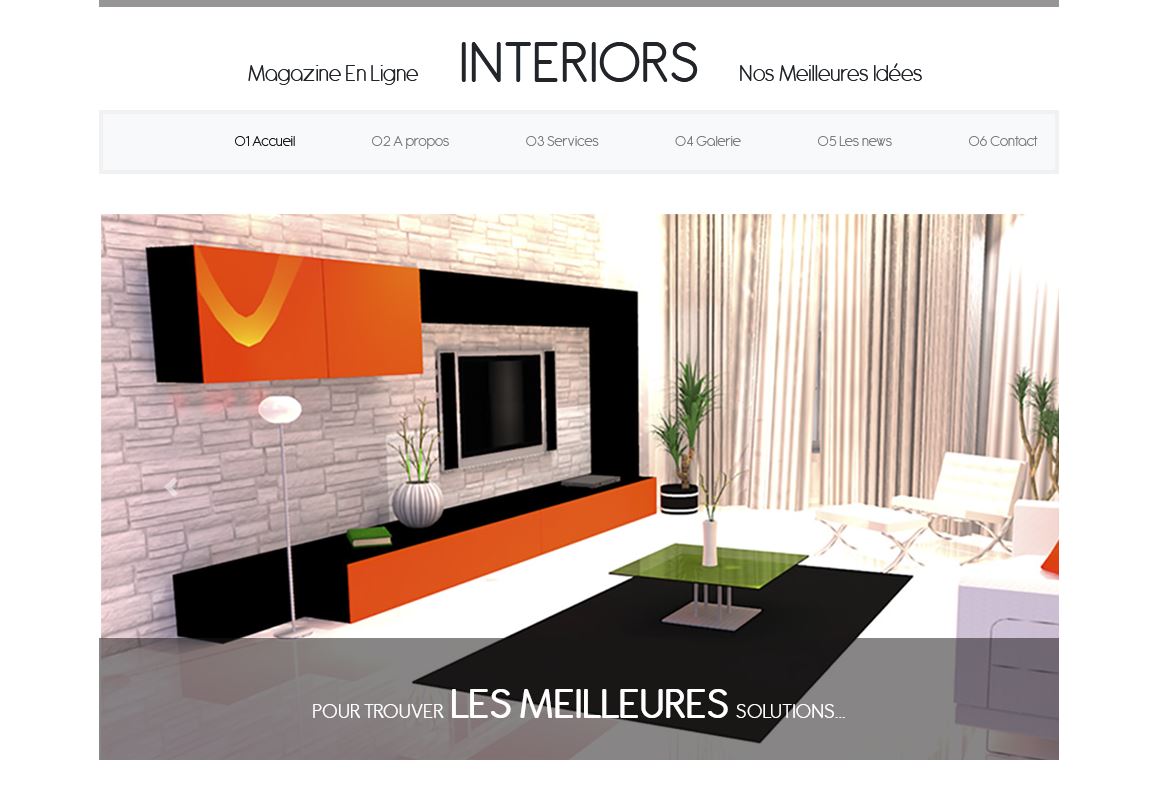 Magazine En Ligne INTERIORS Nos Meilleures Idées
01 Accueil 02 A propos 03 Services 04 Galerie 05 Les news 06 Contact
POUR TROUVER LES MEILLEURES SOLUTIONS...